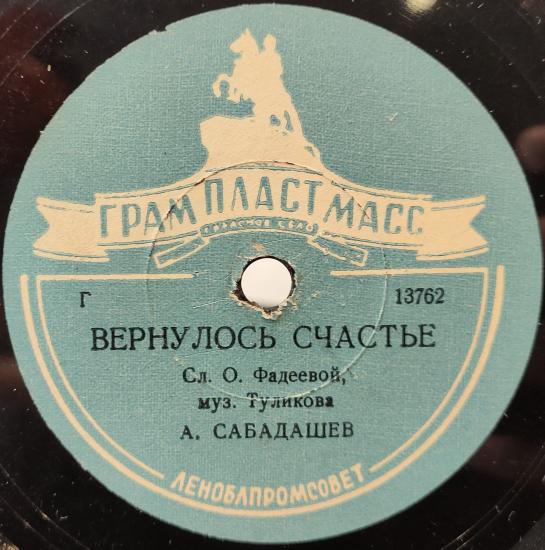 ГРАМПЛАСТМАСС
Г 13762
ВЕРНУЛОСЬ СЧАСТЬЕ
Сл. О. Фадеевой,
муз. Туликова
А. САБАДАШЕВ
ЛЕНОБЛПРОМСОВЕТ